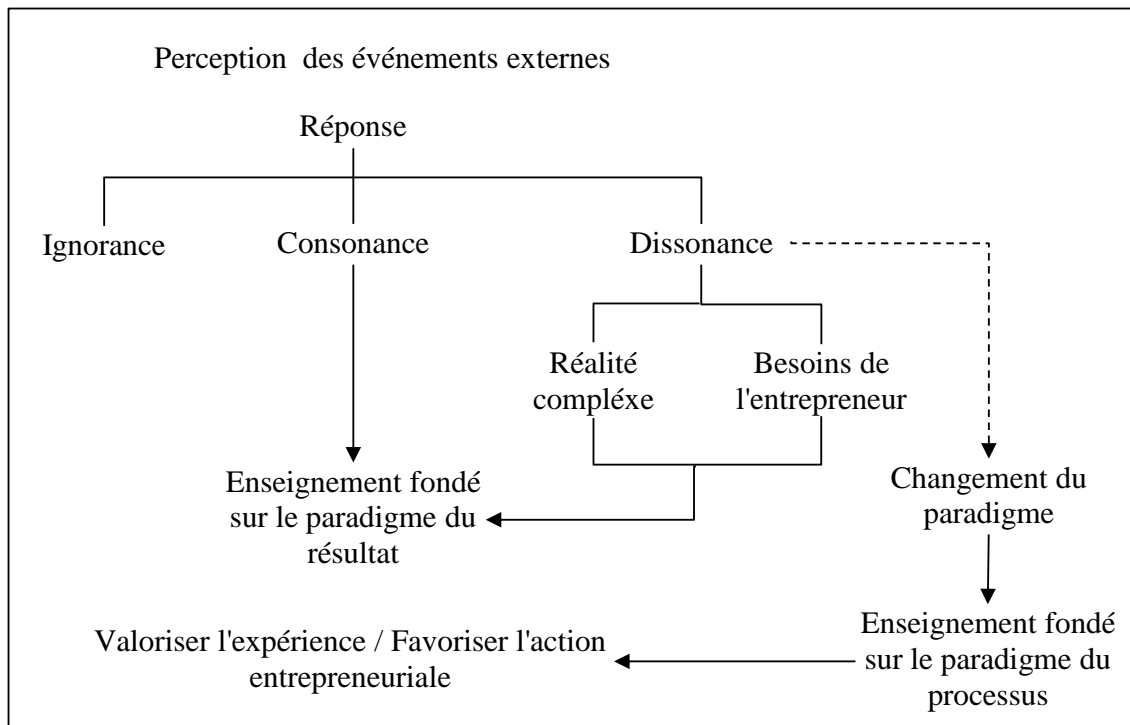 Perception des événements externes
Réponse
Ignorance
Consonance
Dissonance
Réalité
compléxe
Besoins de
l'entrepreneur
Enseignement fondé
sur le paradigme du
résultat
Changement du
paradigme
Enseignement fondé
sur le paradigme du
processus
Valoriser l'expérience / Favoriser l'action
entrepreneuriale